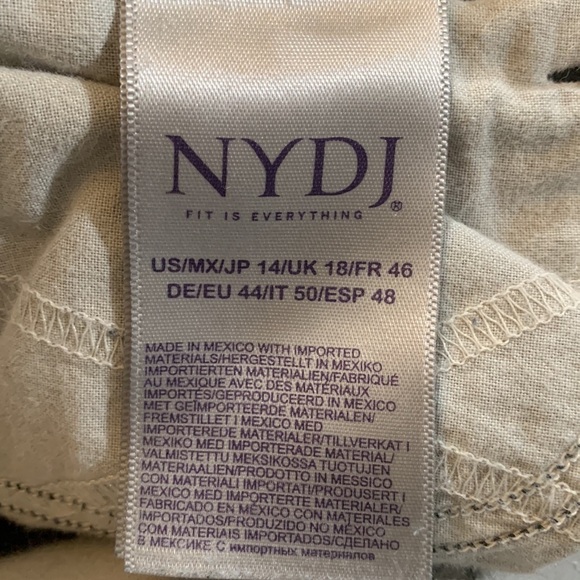 NYDJ®
FIT IS EVERYTHING
US/MX/JP 14/UK 18/FR 46
DE/EU 44/IT 50/ESP 48
MADE IN MEXICO WITH IMPORTED
MATERIALS/HERGESTELLT IN MEXIKO
IMPORTIERTEN MATERIALIEN/FABRIQUÉ
AU MEXIQUE AVEC DES MATÉRIAUX
IMPORTÉS/GEPRODUCEERD IN MEXICO
MET GEÏMPORTEERDE MATERIALEN/
FREMSTILLET I MEXICO MED
IMPORTEREDE MATERIALER/TILLVERKAT I
MEXIKO MED IMPORTERADE MATERIAL/
VALMISTETTU MEKSIKOSSA TUOTUJEN
MATERIAALIEN/PRODOTTO IN MESSICO
CON MATERIALI IMPORTATI/PRODUSERT I
MEXICO MED IMPORTERTE MATERIALER/
FABRICADO EN MÉXICO CON MATERIALES
IMPORTADOS/PRODUZIDO NO MÉXICO
COM MATERIAIS IMPORTADOS/СДЕЛАНО
В МЕКСИКЕ С импортных материалов